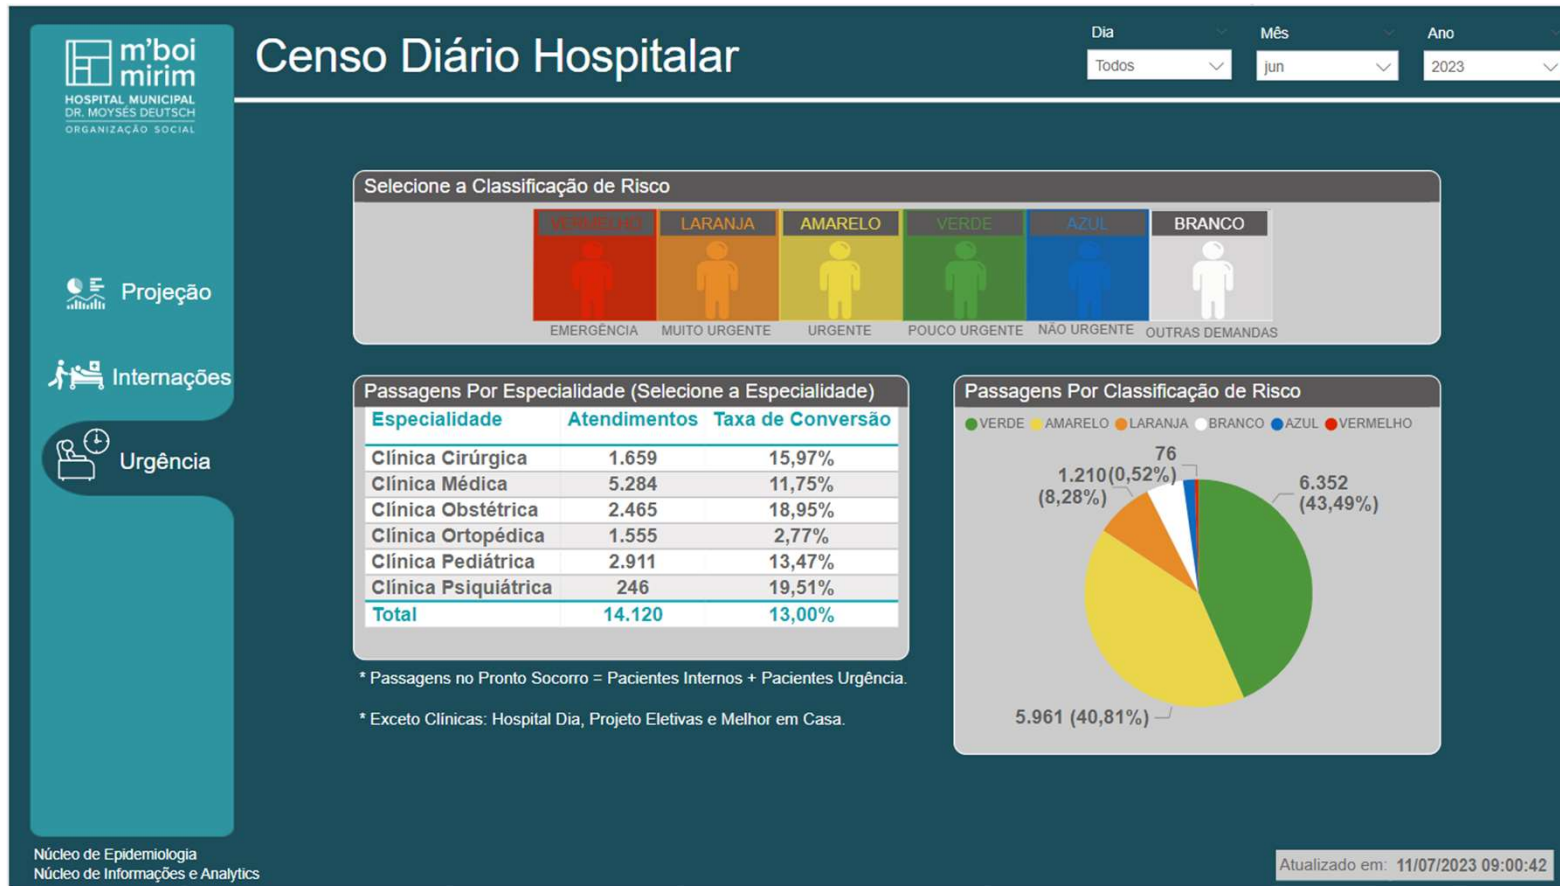 m'boi
mirim
HOSPITAL MUNICIPAL
DR. MOYSÉS DEUTSCH
ORGANIZAÇÃO SOCIAL
Censo Diário Hospitalar
Dia Mês Ano
Todos jun 2023
Projeção
Internações
Urgência
Selecione a Classificação de Risco
VERMELHO LARANJA AMARELO VERDE AZUL BRANCO
EMERGÊNCIA MUITO URGENTE URGENTE POUCO URGENTE NÃO URGENTE OUTRAS DEMANDAS
Passagens Por Especialidade (Selecione a Especialidade)
Especialidade Atendimentos Taxa de Conversão
Clínica Cirúrgica 1.659 15,97%
Clínica Médica 5.284 11,75%
Clínica Obstétrica 2.465 18,95%
Clínica Ortopédica 1.555 2,77%
Clínica Pediátrica 2.911 13,47%
Clínica Psiquiátrica 246 19,51%
Total 14.120 13,00%
* Passagens no Pronto Socorro = Pacientes Internos + Pacientes Urgência.
* Exceto Clínicas: Hospital Dia, Projeto Eletivas e Melhor em Casa.
Passagens Por Classificação de Risco
VERDE AMARELO LARANJA BRANCO AZUL VERMELHO
76
(0,52%)
1.210
(8,28%)
6.352
(43,49%)
5.961 (40,81%)
Núcleo de Epidemiologia
Núcleo de Informações e Analytics
Atualizado em: 11/07/2023 09:00:42